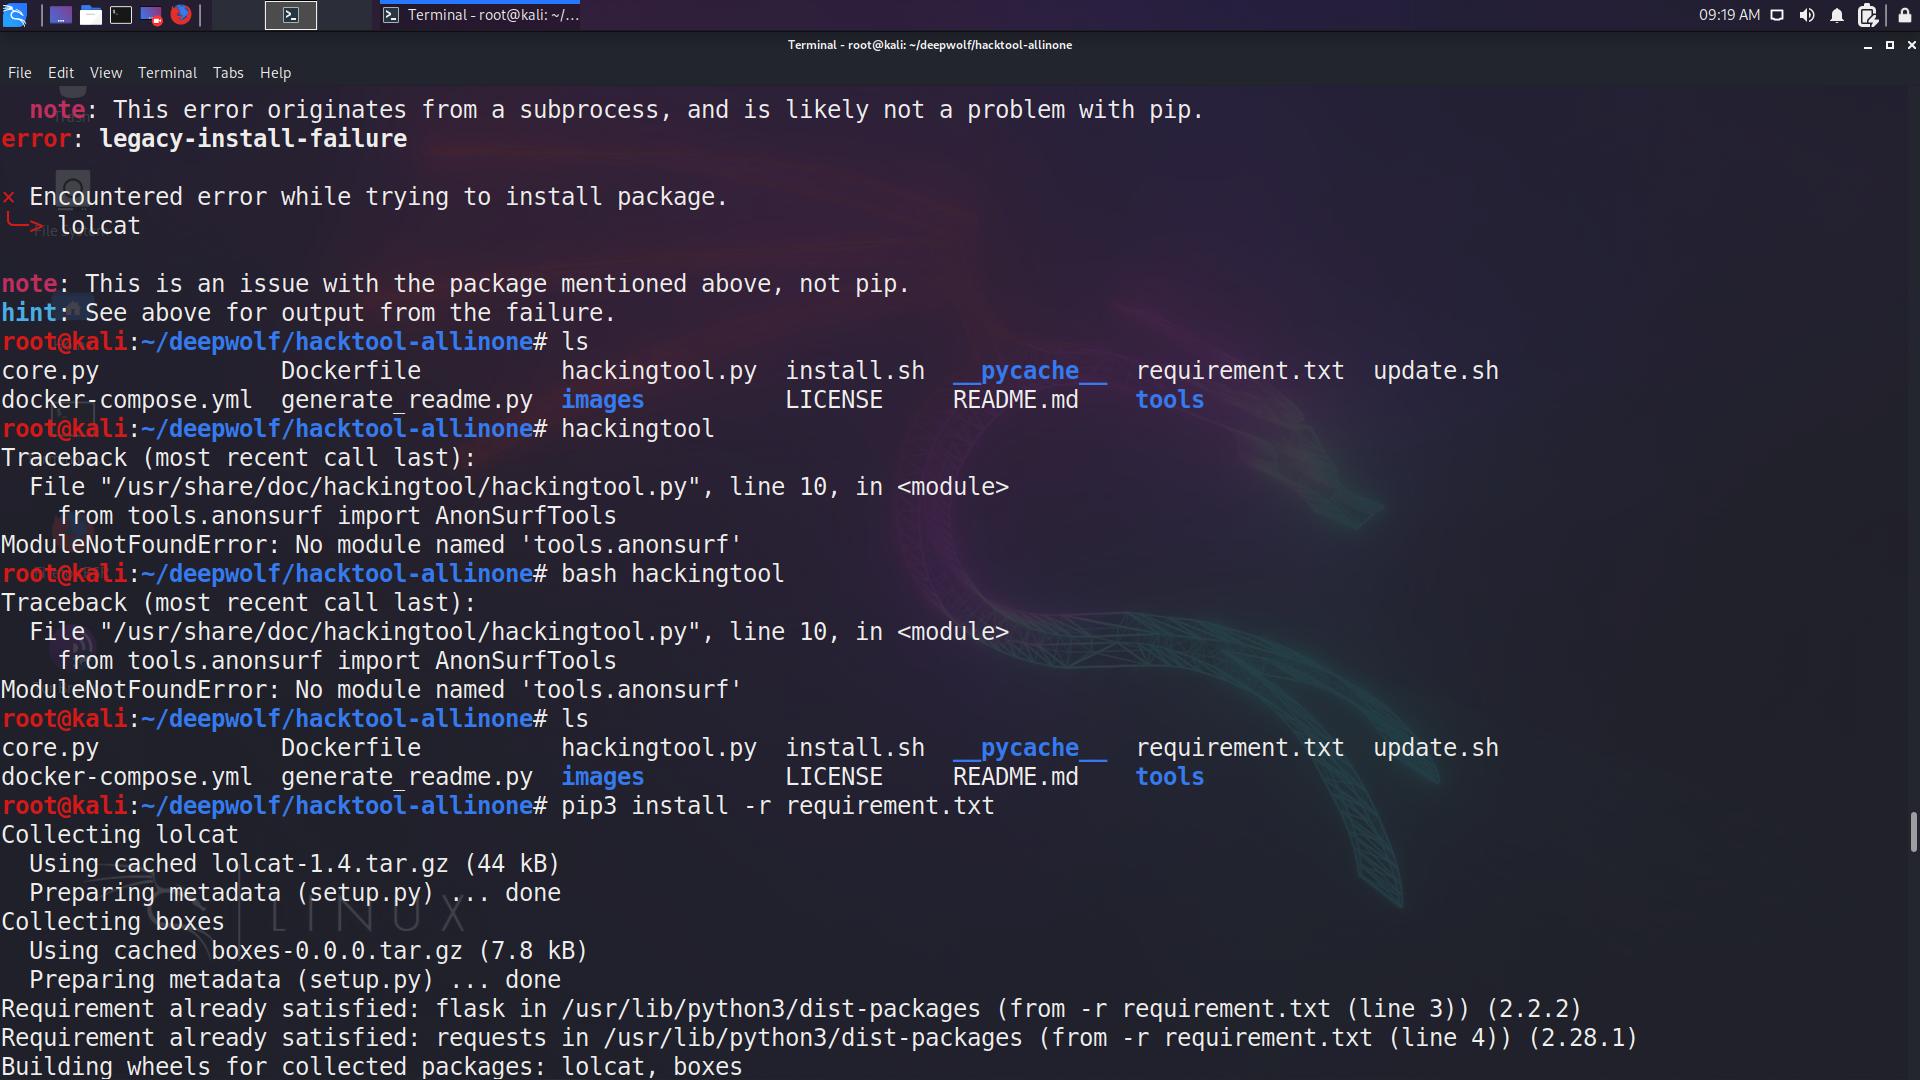 Terminal - root@kali: ~/...
09:19 AM
Terminal - root@kali: ~/deepwolf/hacktool-allinone
File Edit View Terminal Tabs Help
note: This error originates from a subprocess, and is likely not a problem with pip.
error: legacy-install-failure
× Encountered error while trying to install package.
╰─> lolcat
note: This is an issue with the package mentioned above, not pip.
hint: See above for output from the failure.
root@kali:~/deepwolf/hacktool-allinone# ls
core.py Dockerfile hackingtool.py install.sh __pycache__ requirement.txt update.sh
docker-compose.yml generate_readme.py images LICENSE README.md tools
root@kali:~/deepwolf/hacktool-allinone# hackingtool
Traceback (most recent call last):
File "/usr/share/doc/hackingtool/hackingtool.py", line 10, in <module>
from tools.anonsurf import AnonSurfTools
ModuleNotFoundError: No module named 'tools.anonsurf'
root@kali:~/deepwolf/hacktool-allinone# bash hackingtool
Traceback (most recent call last):
File "/usr/share/doc/hackingtool/hackingtool.py", line 10, in <module>
from tools.anonsurf import AnonSurfTools
ModuleNotFoundError: No module named 'tools.anonsurf'
root@kali:~/deepwolf/hacktool-allinone# ls
core.py Dockerfile hackingtool.py install.sh __pycache__ requirement.txt update.sh
docker-compose.yml generate_readme.py images LICENSE README.md tools
root@kali:~/deepwolf/hacktool-allinone# pip3 install -r requirement.txt
Collecting lolcat
Using cached lolcat-1.4.tar.gz (44 kB)
Preparing metadata (setup.py) ... done
Collecting boxes
LINUX
Using cached boxes-0.0.0.tar.gz (7.8 kB)
Preparing metadata (setup.py) ... done
Requirement already satisfied: flask in /usr/lib/python3/dist-packages (from -r requirement.txt (line 3)) (2.2.2)
Requirement already satisfied: requests in /usr/lib/python3/dist-packages (from -r requirement.txt (line 4)) (2.28.1)
Building wheels for collected packages: lolcat, boxes